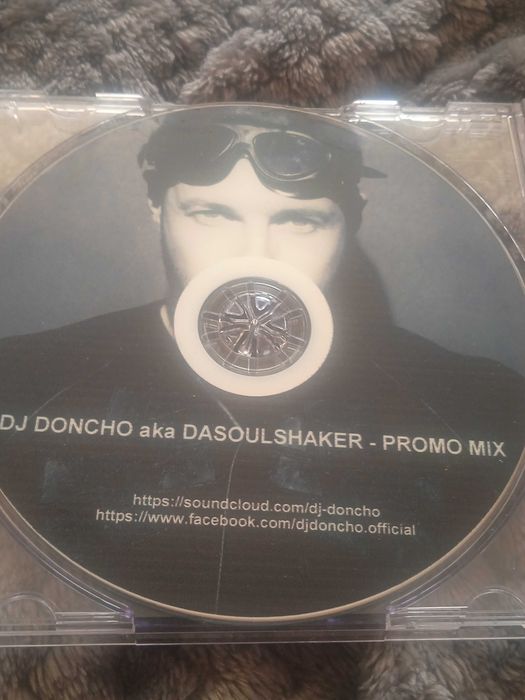 DJ DONCHO aka DASOULSHAKER - PROMO MIX
https://soundcloud.com/dj-doncho
https://www.facebook.com/djdoncho.official